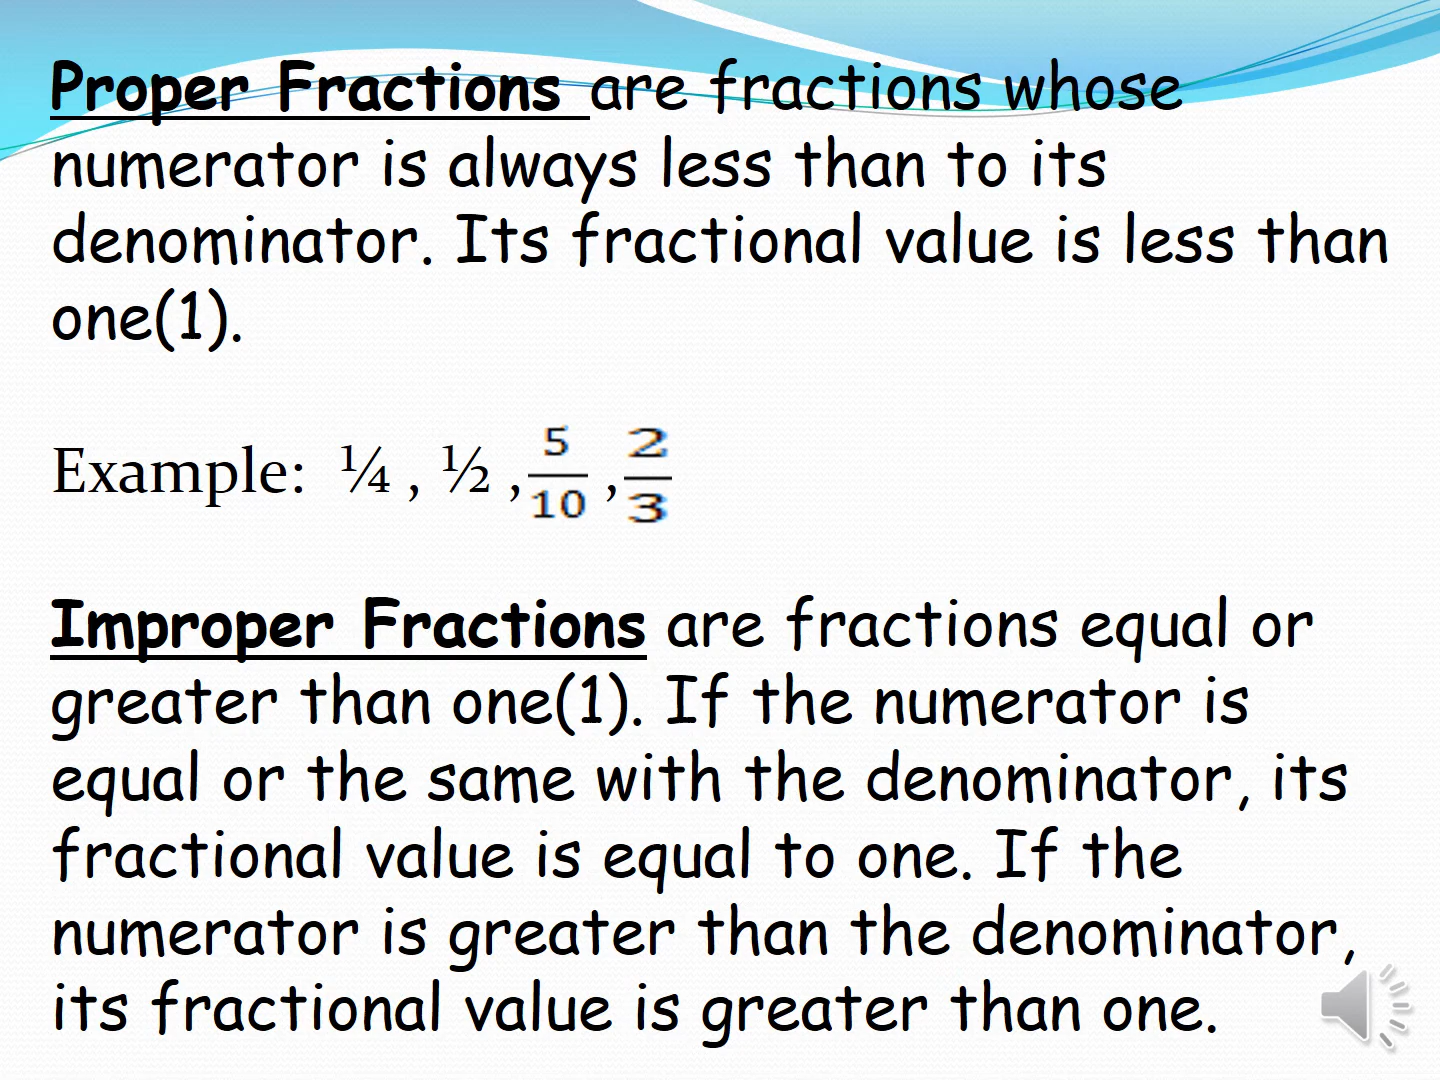 Proper Fractions are fractions whose
numerator is always less than to its
denominator. Its fractional value is less than
one(1).
Example: ¼ , ½ , 5/10 , 2/3
Improper Fractions are fractions equal or
greater than one(1). If the numerator is
equal or the same with the denominator, its
fractional value is equal to one. If the
numerator is greater than the denominator,
its fractional value is greater than one.